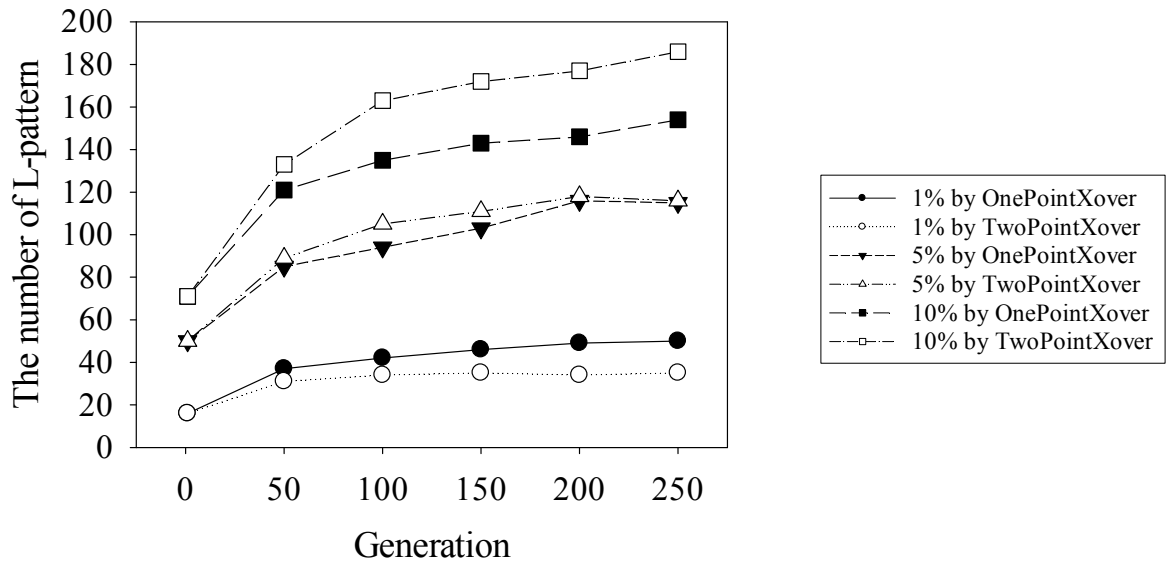 200
180
160
140
120
100
80
60
40
20
0
The number of L-pattern
0 50 100 150 200 250
Generation
1% by OnePointXover
1% by TwoPointXover
5% by OnePointXover
5% by TwoPointXover
10% by OnePointXover
10% by TwoPointXover